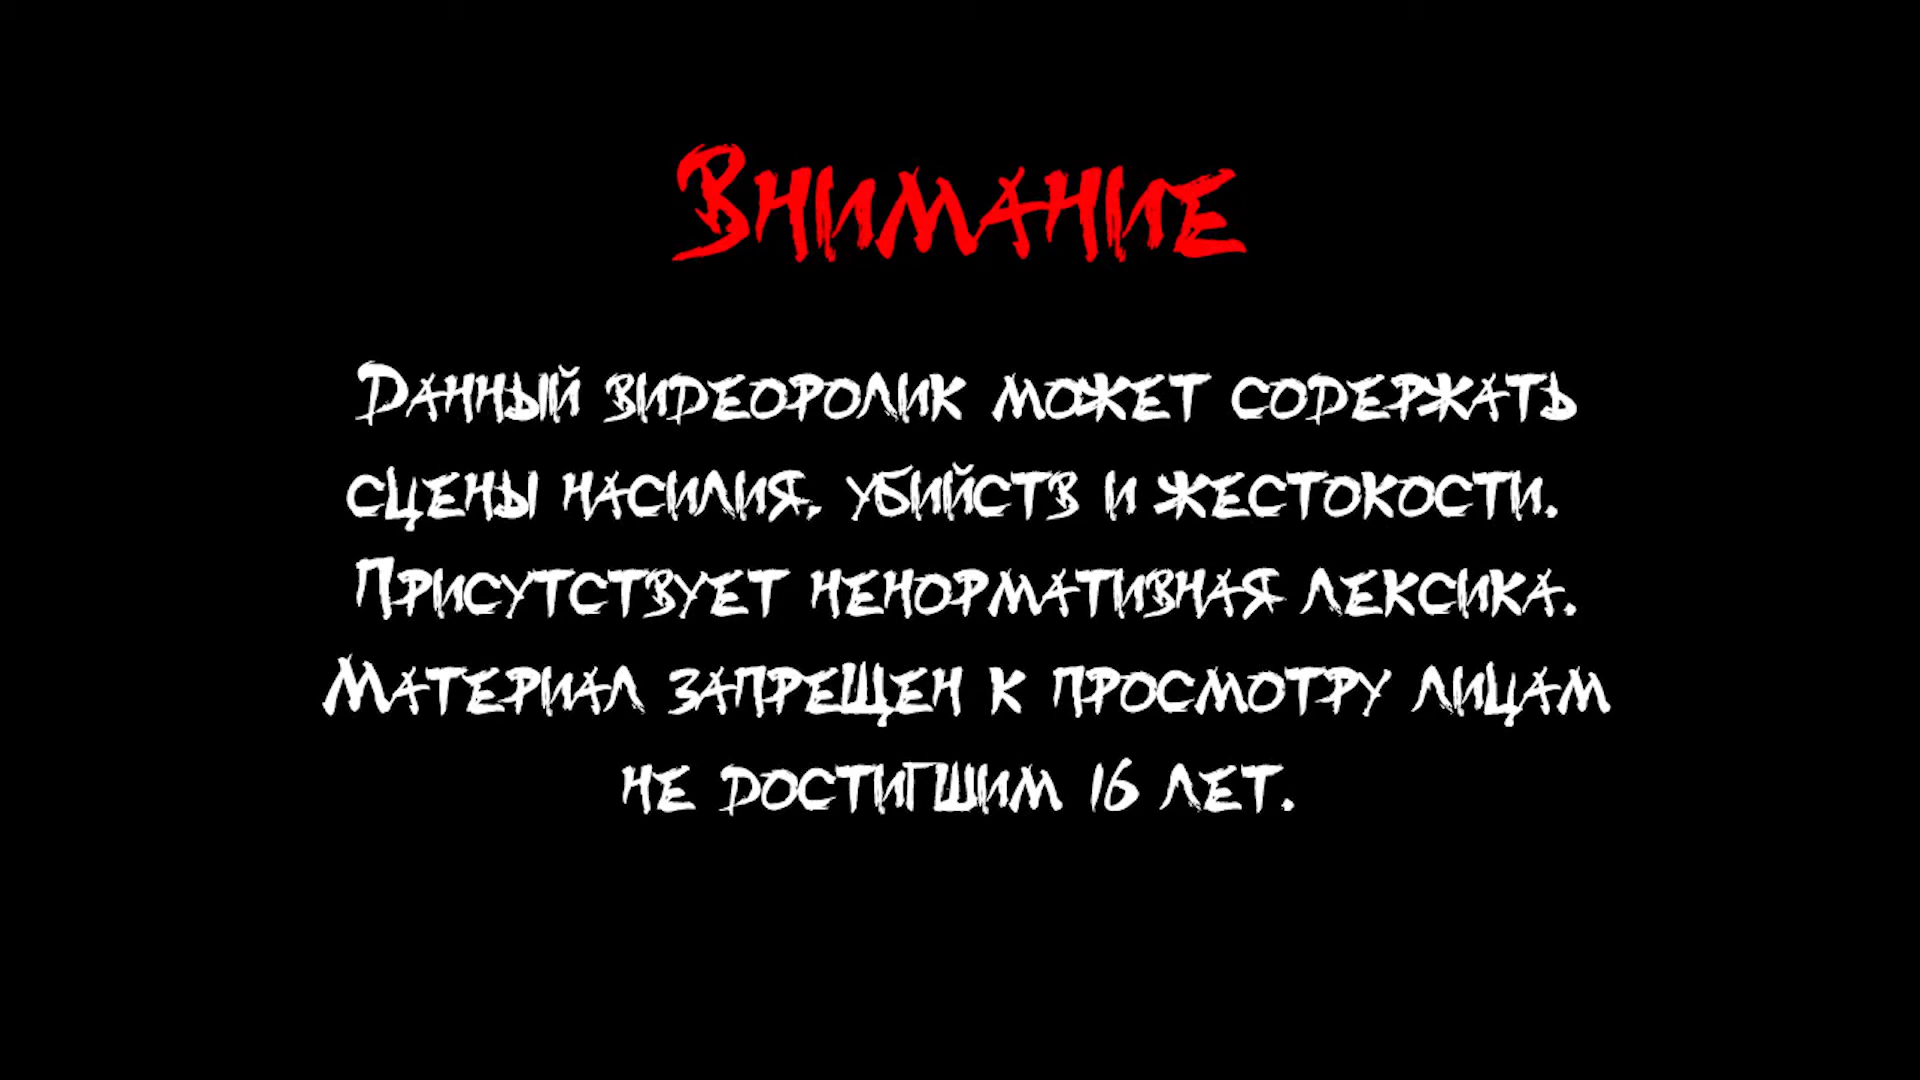 Внимание
Данный видеоролик может содержать
сцены насилия, убийств и жестокости.
Присутствует ненормативная лексика.
Материал запрещен к просмотру лицам
не достигшим 16 лет.